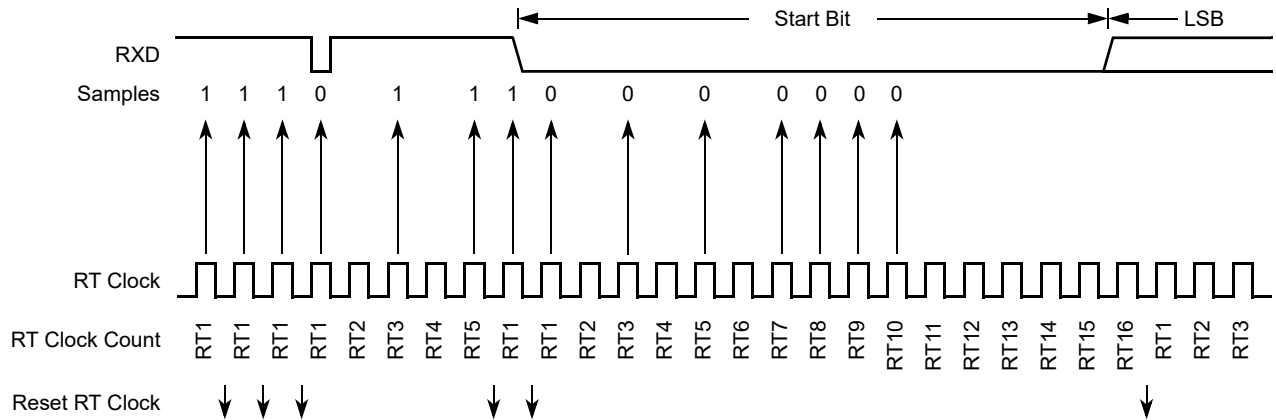 Start Bit LSB
RXD
Samples 1 1 1 0 1 1 1 0 0 0 0 0 0 0
RT Clock
RT Clock Count RT1 RT1 RT1 RT1 RT2 RT3 RT4 RT5 RT1 RT1 RT2 RT3 RT4 RT5 RT6 RT7 RT8 RT9 RT10 RT11 RT12 RT13 RT14 RT15 RT16 RT1 RT2 RT3
Reset RT Clock